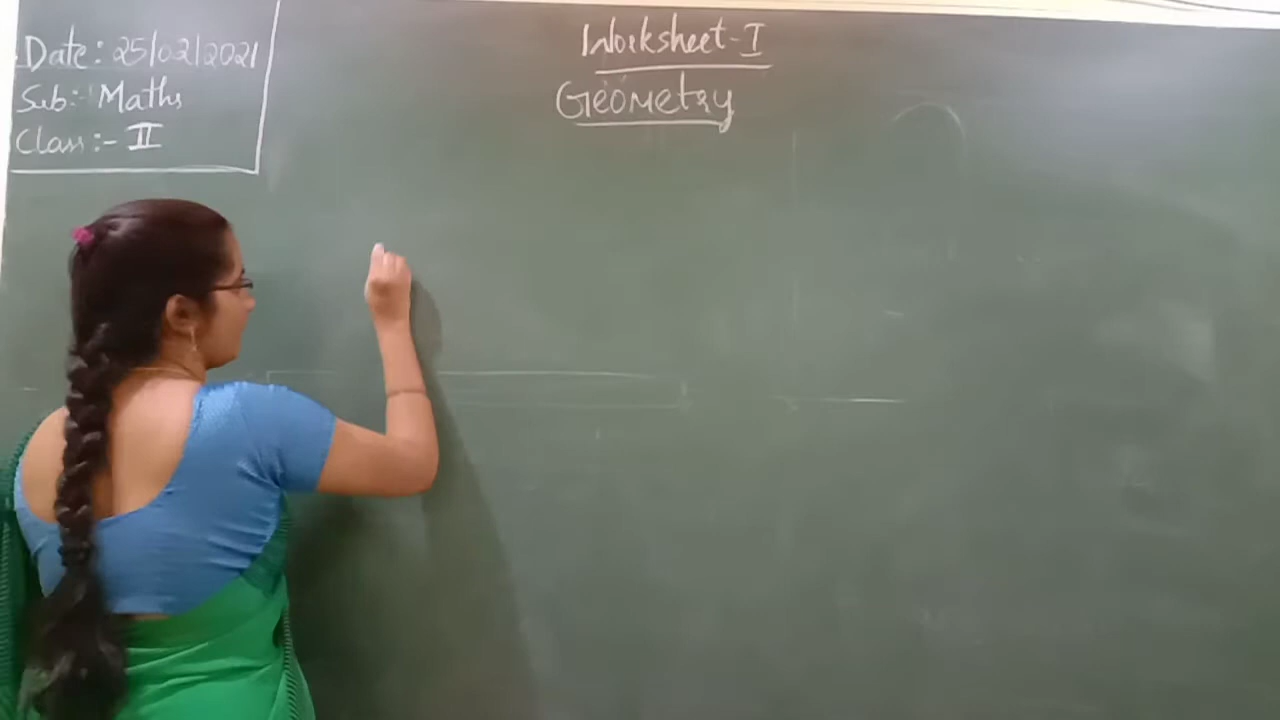 Date: 25/02/2021
Sub:- Maths
Class:- II
Worksheet-I
Geometry